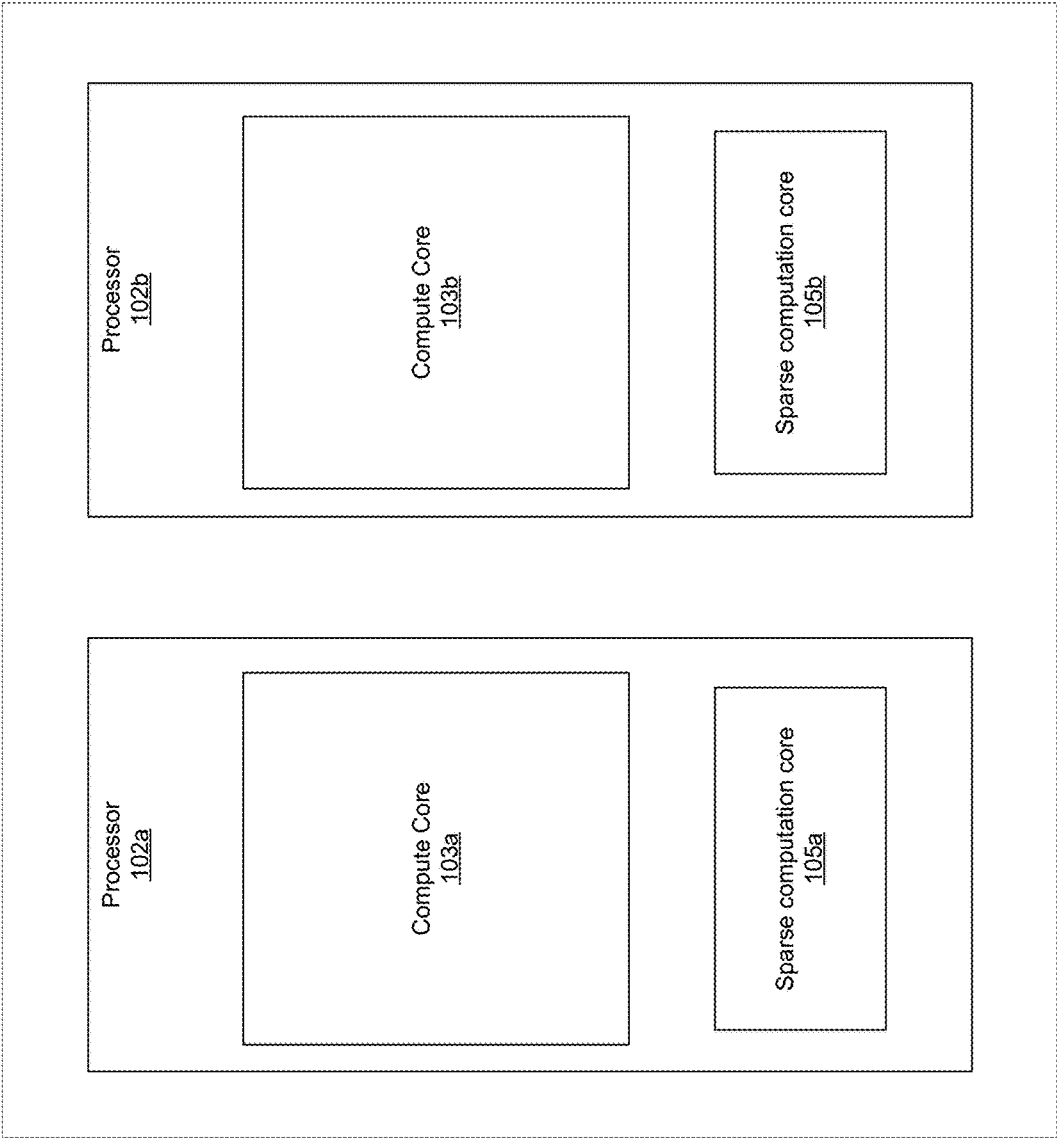 Processor
102a
Compute Core
103a
Sparse computation core
105a
Processor
102b
Compute Core
103b
Sparse computation core
105b